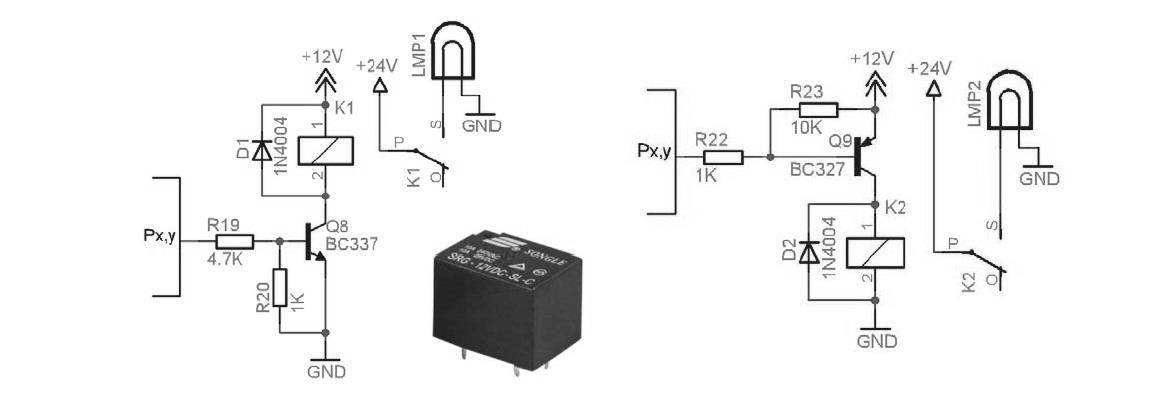 +12V
K1
1
2
D1
1N4004
Px,y
R19
4.7K
R20
1K
Q8
BC337
GND
+24V
LMP1
GND
S
P
O
K1
SONGLE
SRG-12VDC-SL-C
+12V
R23
10K
Px,y
R22
1K
Q9
BC327
K2
1
2
D2
1N4004
GND
+24V
LMP2
GND
S
P
O
K2